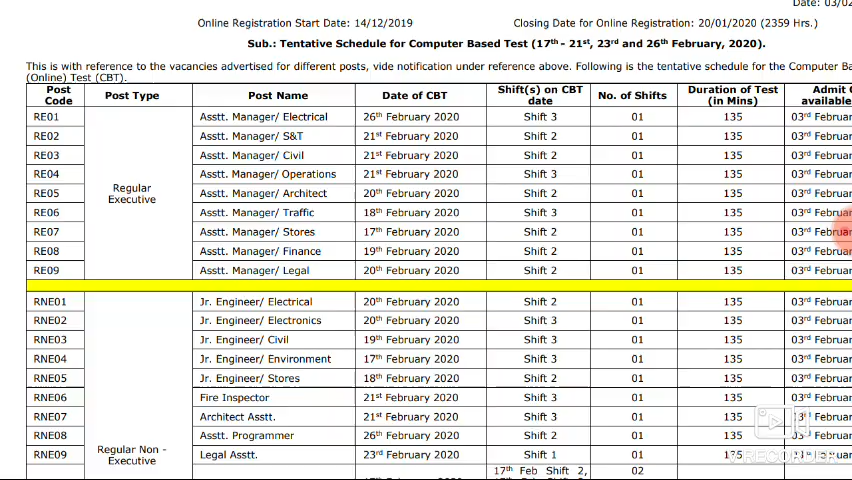 Date: 03/02
Online Registration Start Date: 14/12/2019 Closing Date for Online Registration: 20/01/2020 (2359 Hrs.)
Sub.: Tentative Schedule for Computer Based Test (17th - 21st, 23rd and 26th February, 2020).
This is with reference to the vacancies advertised for different posts, vide notification under reference above. Following is the tentative schedule for the Computer Ba
(Online) Test (CBT).
Post Code Post Type Post Name Date of CBT Shift(s) on CBT date No. of Shifts Duration of Test (in Mins) Admit C available
RE01 Asstt. Manager/ Electrical 26th February 2020 Shift 3 01 135 03rd Februar
RE02 Asstt. Manager/ S&T 21st February 2020 Shift 2 01 135 03rd Februar
RE03 Asstt. Manager/ Civil 21st February 2020 Shift 2 01 135 03rd Februar
RE04 Asstt. Manager/ Operations 21st February 2020 Shift 3 01 135 03rd Februar
Regular Executive
RE05 Asstt. Manager/ Architect 20th February 2020 Shift 2 01 135 03rd Februar
RE06 Asstt. Manager/ Traffic 18th February 2020 Shift 3 01 135 03rd Februar
RE07 Asstt. Manager/ Stores 17th February 2020 Shift 2 01 135 03rd Februar
RE08 Asstt. Manager/ Finance 19th February 2020 Shift 2 01 135 03rd Februar
RE09 Asstt. Manager/ Legal 20th February 2020 Shift 2 01 135 03rd Februar
RNE01 Jr. Engineer/ Electrical 20th February 2020 Shift 2 01 135 03rd Februar
RNE02 Jr. Engineer/ Electronics 20th February 2020 Shift 3 01 135 03rd Februar
RNE03 Jr. Engineer/ Civil 19th February 2020 Shift 3 01 135 03rd Februar
RNE04 Jr. Engineer/ Environment 17th February 2020 Shift 3 01 135 03rd Februar
RNE05 Jr. Engineer/ Stores 18th February 2020 Shift 2 01 135 03rd Februar
RNE06 Fire Inspector 21st February 2020 Shift 3 01 135 03rd Februar
RNE07 Architect Asstt. 21st February 2020 Shift 3 01 135 03rd Februar
RNE08 Asstt. Programmer 26th February 2020 Shift 2 01 135 03rd Februar
Regular Non - Executive
RNE09 Legal Asstt. 23rd February 2020 Shift 1 01 135 03rd Februar
17th Feb Shift 2, 02
RECORDER